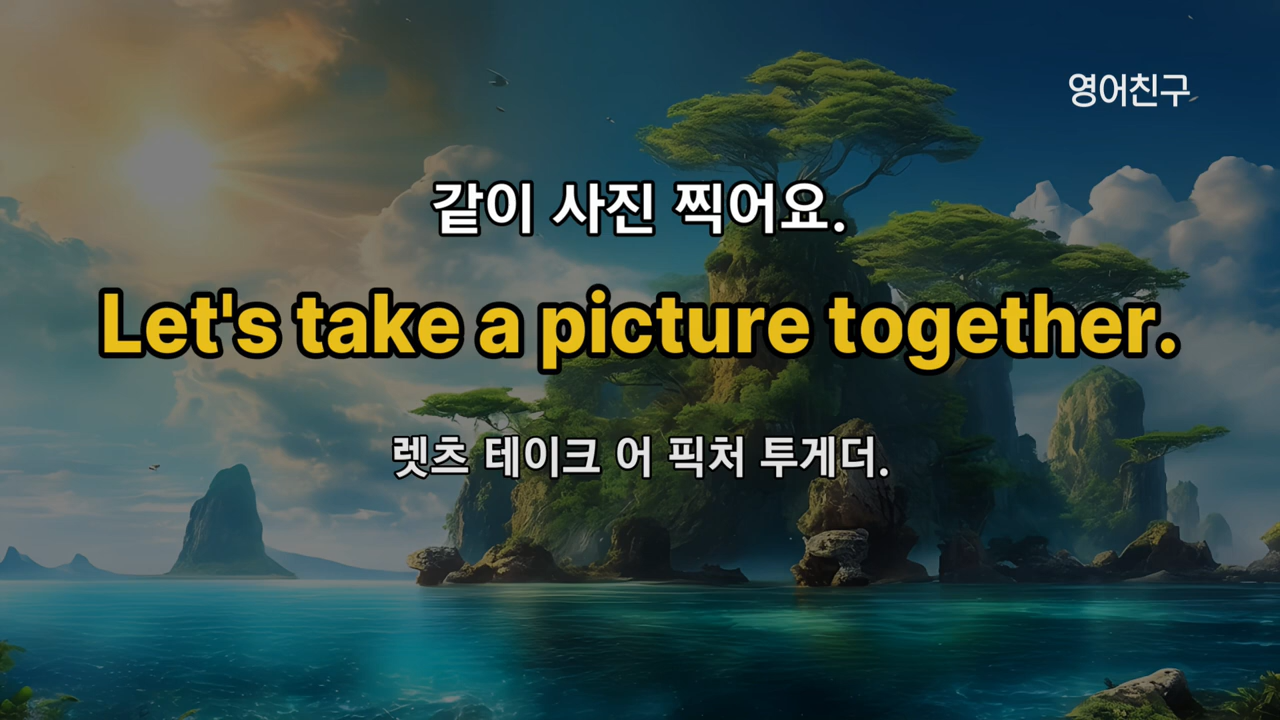 영어친구
같이 사진 찍어요.
Let's take a picture together.
렛츠 테이크 어 픽처 투게더.